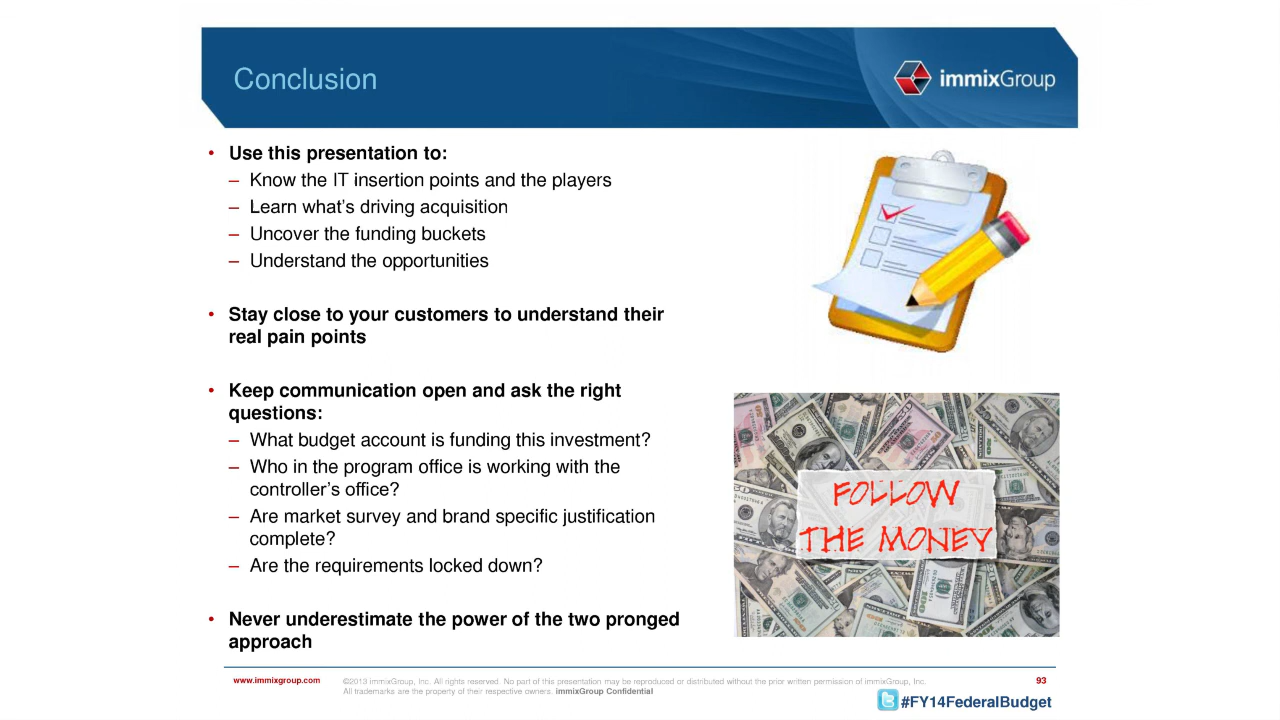 Conclusion
immixGroup
• Use this presentation to:
– Know the IT insertion points and the players
– Learn what’s driving acquisition
– Uncover the funding buckets
– Understand the opportunities
• Stay close to your customers to understand their
real pain points
• Keep communication open and ask the right
questions:
– What budget account is funding this investment?
– Who in the program office is working with the
controller’s office?
– Are market survey and brand specific justification
complete?
– Are the requirements locked down?
• Never underestimate the power of the two pronged
approach
FOLLOW
THE MONEY
www.immixgroup.com
©2013 immixGroup, Inc. All rights reserved. No part of this presentation may be reproduced or distributed without the prior written permission of immixGroup, Inc.
All trademarks are the property of their respective owners. immixGroup Confidential
93
#FY14FederalBudget